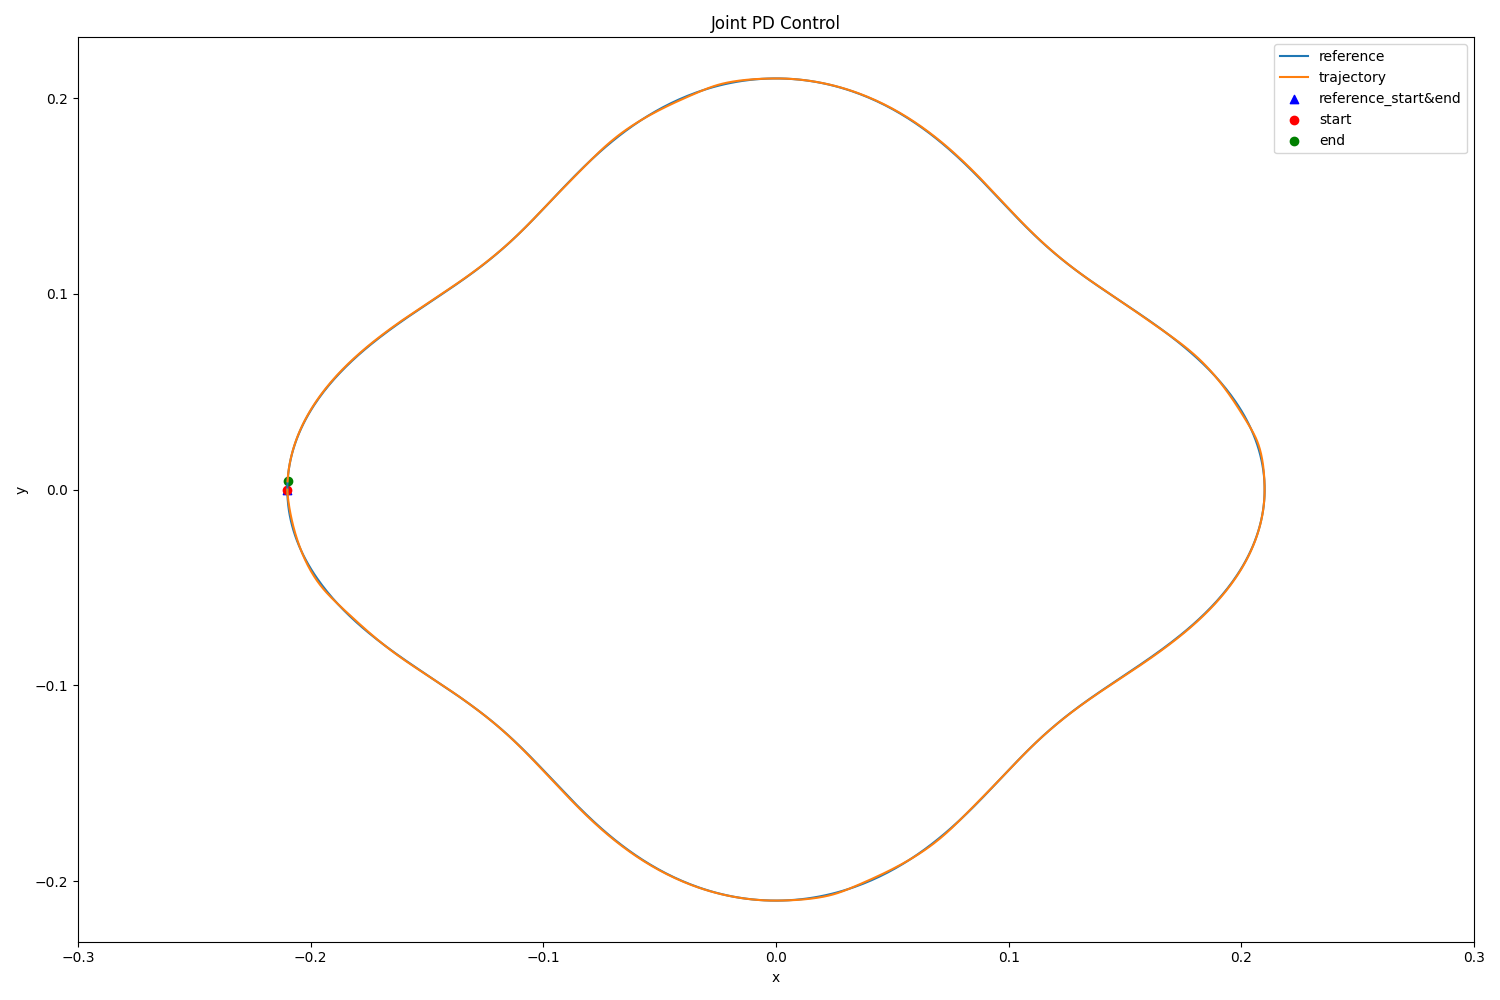 Joint PD Control
reference
trajectory
reference_start&end
start
end
0.2
0.1
0.0
−0.1
−0.2
y
−0.3
−0.2
−0.1
0.0
0.1
0.2
0.3
x